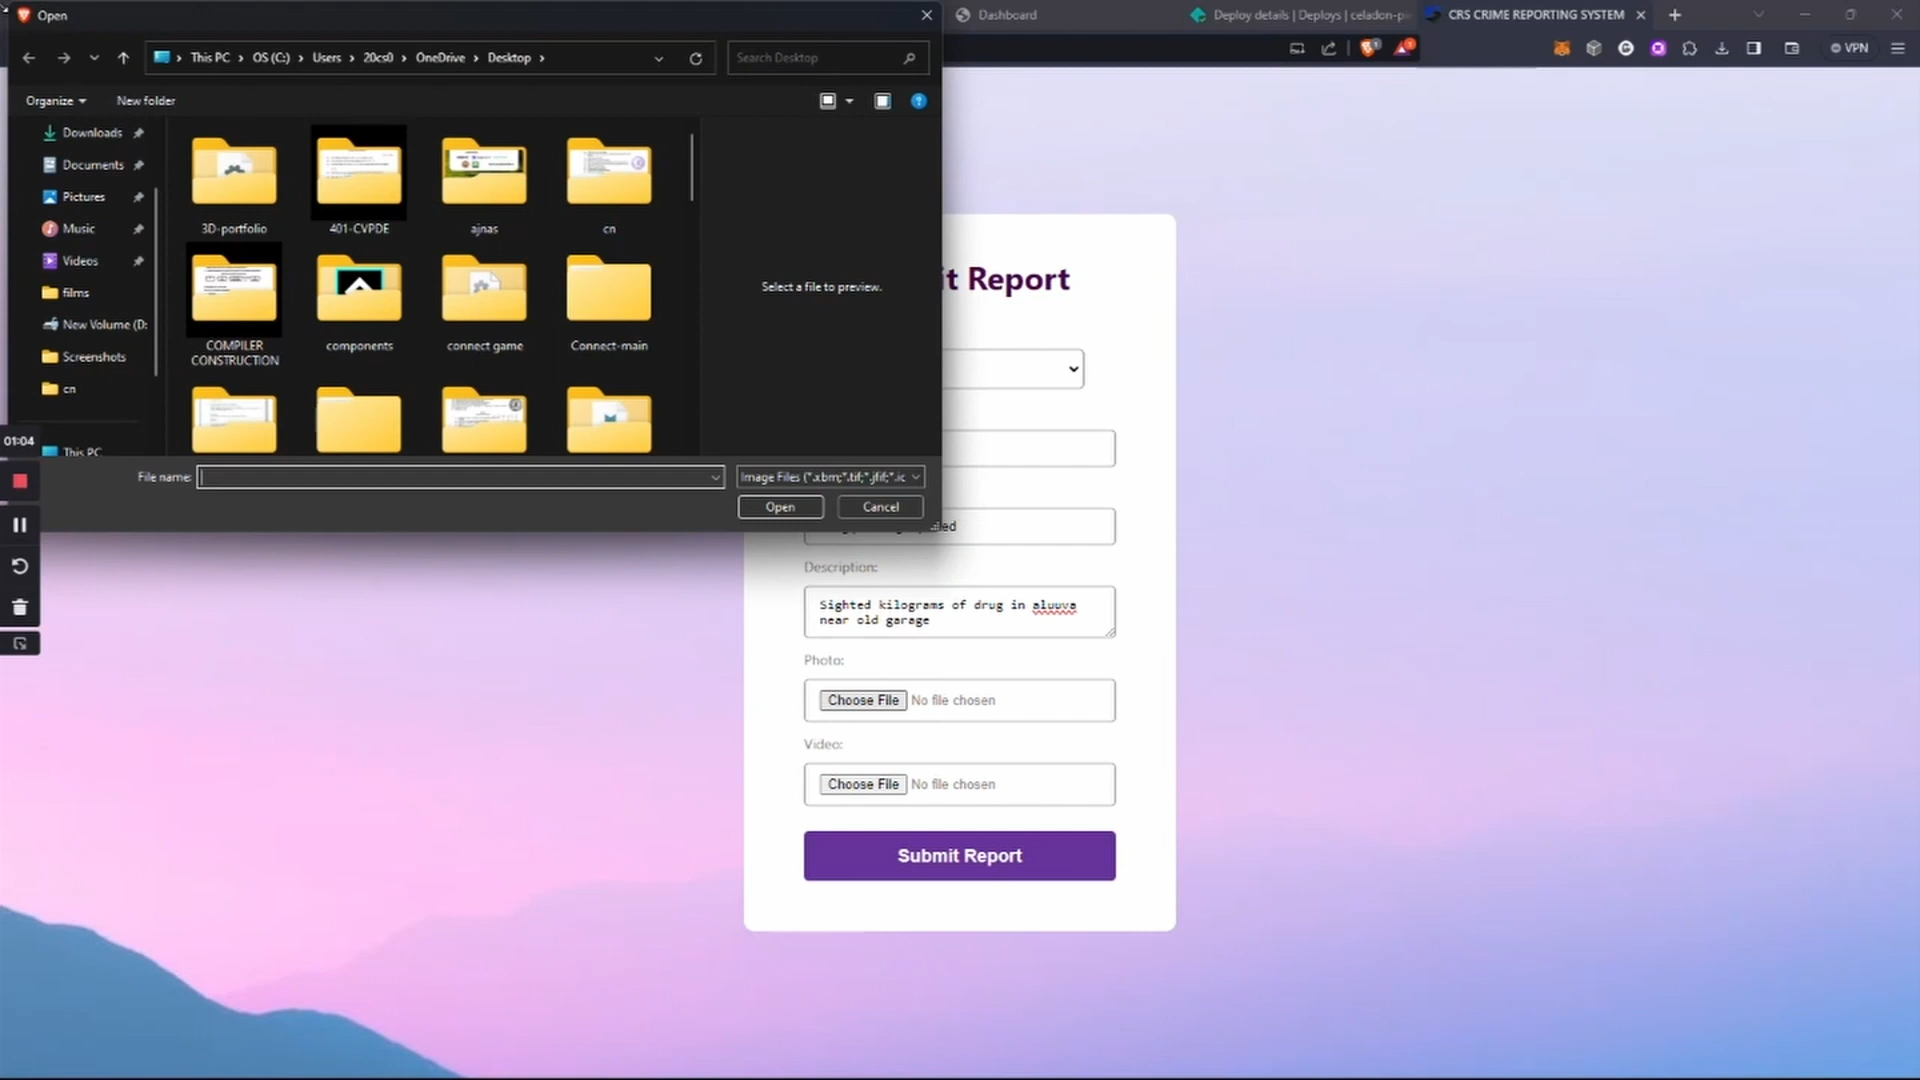 Open
Dashboard
Deploy details | Deploys | celadon-p
CRS CRIME REPORTING SYSTEM
This PC > OS (C:) > Users > 20cs0 > OneDrive > Desktop >
Search Desktop
VPN
Organize
New folder
Downloads
Documents
Pictures
Music
Videos
films
New Volume (D:
Screenshots
cn
This PC
3D-portfolio
401-CVPDE
ajnas
cn
COMPILER
CONSTRUCTION
components
connect game
Connect-main
Select a file to preview.
File name:
Image Files (*.xbm;*.tif;*.jfif;*.ic
Open
Cancel
01:04
it Report
Description:
Sighted kilograms of drug in aluuva
near old garage
Photo:
Choose File No file chosen
Video:
Choose File No file chosen
Submit Report